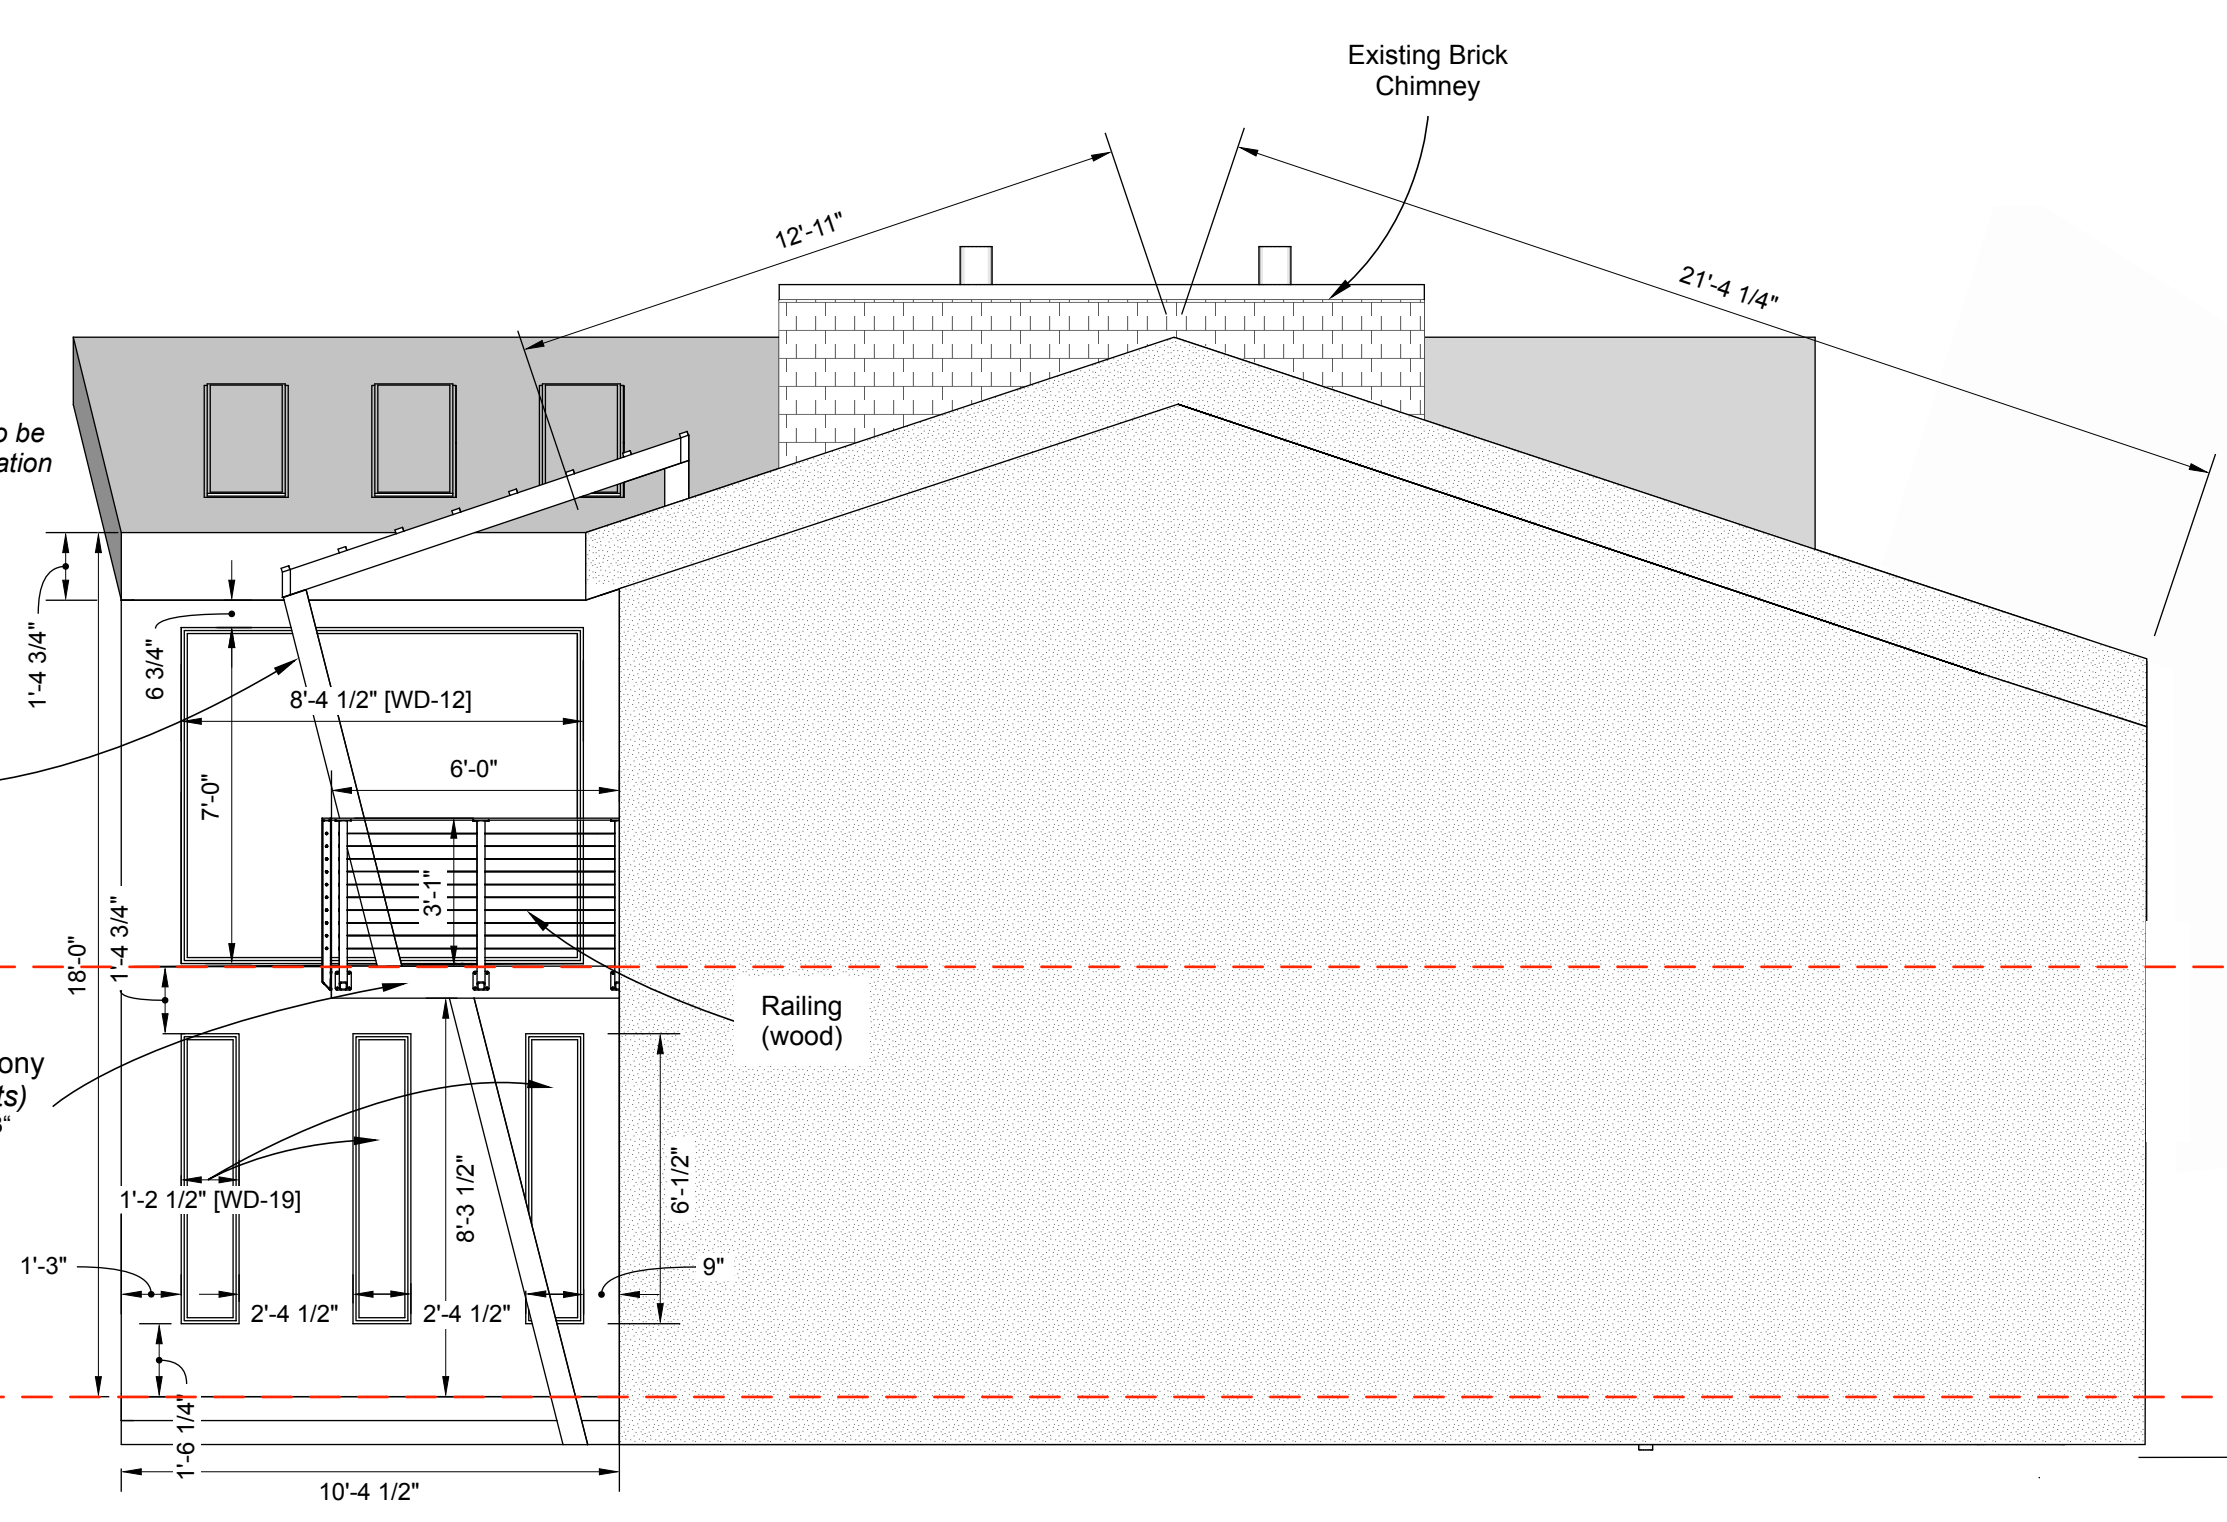 Existing Brick
Chimney
12'-11"
21'-4 1/4"
o be
ation
1'-4 3/4"
6 3/4"
8'-4 1/2" [WD-12]
6'-0"
7'-0"
3'-1"
18'-0"
1'-4 3/4"
Railing
(wood)
ony
ts)
8“
1'-2 1/2" [WD-19]
8'-3 1/2"
6'-1/2"
1'-3"
9"
2'-4 1/2"
2'-4 1/2"
1'-6 1/4"
10'-4 1/2"